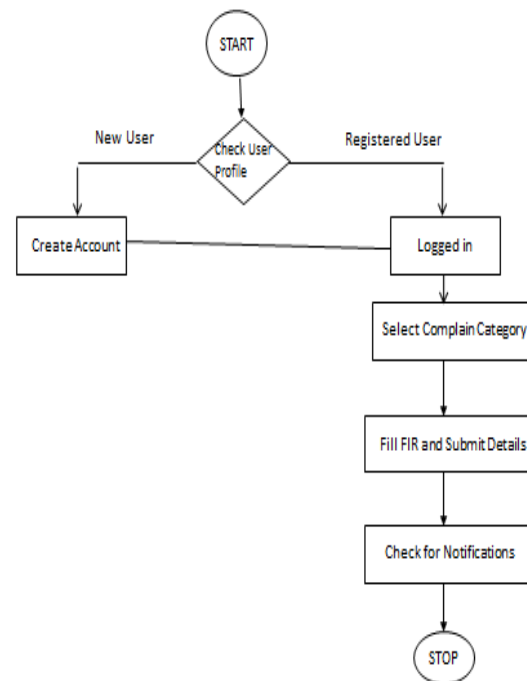 START
New User
Check User
Profile
Registered User
Create Account
Logged in
Select Complain Category
Fill FIR and Submit Details
Check for Notifications
STOP